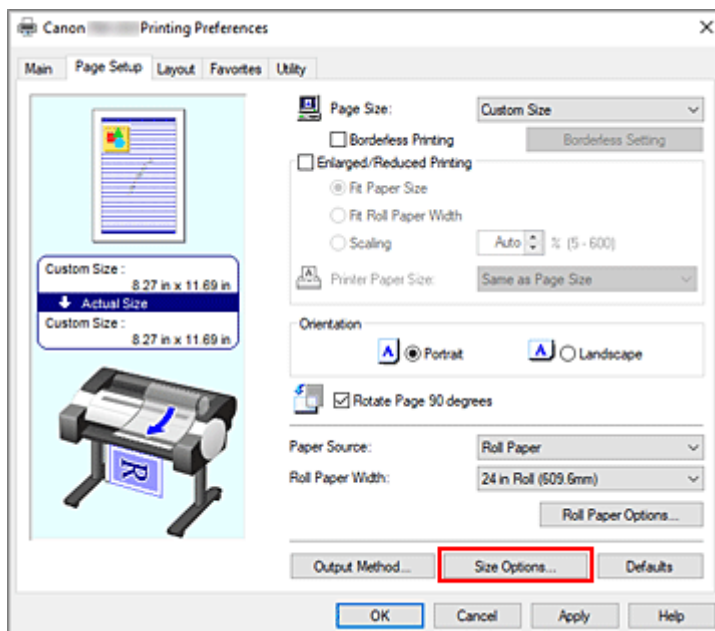 Canon Printing Preferences
Main Page Setup Layout Favorites Utility
Page Size: Custom Size
Borderless Printing Borderless Setting
Enlarged/Reduced Printing
Fit Paper Size
Fit Roll Paper Width
Scaling Auto % (5 - 600)
Printer Paper Size: Same as Page Size
Custom Size :
8.27 in x 11.69 in
Actual Size
Custom Size :
8.27 in x 11.69 in
Orientation
A Portrait A Landscape
Rotate Page 90 degrees
Paper Source: Roll Paper
Roll Paper Width: 24 in Roll (609.6mm)
Roll Paper Options...
R
Output Method... Size Options... Defaults
OK Cancel Apply Help